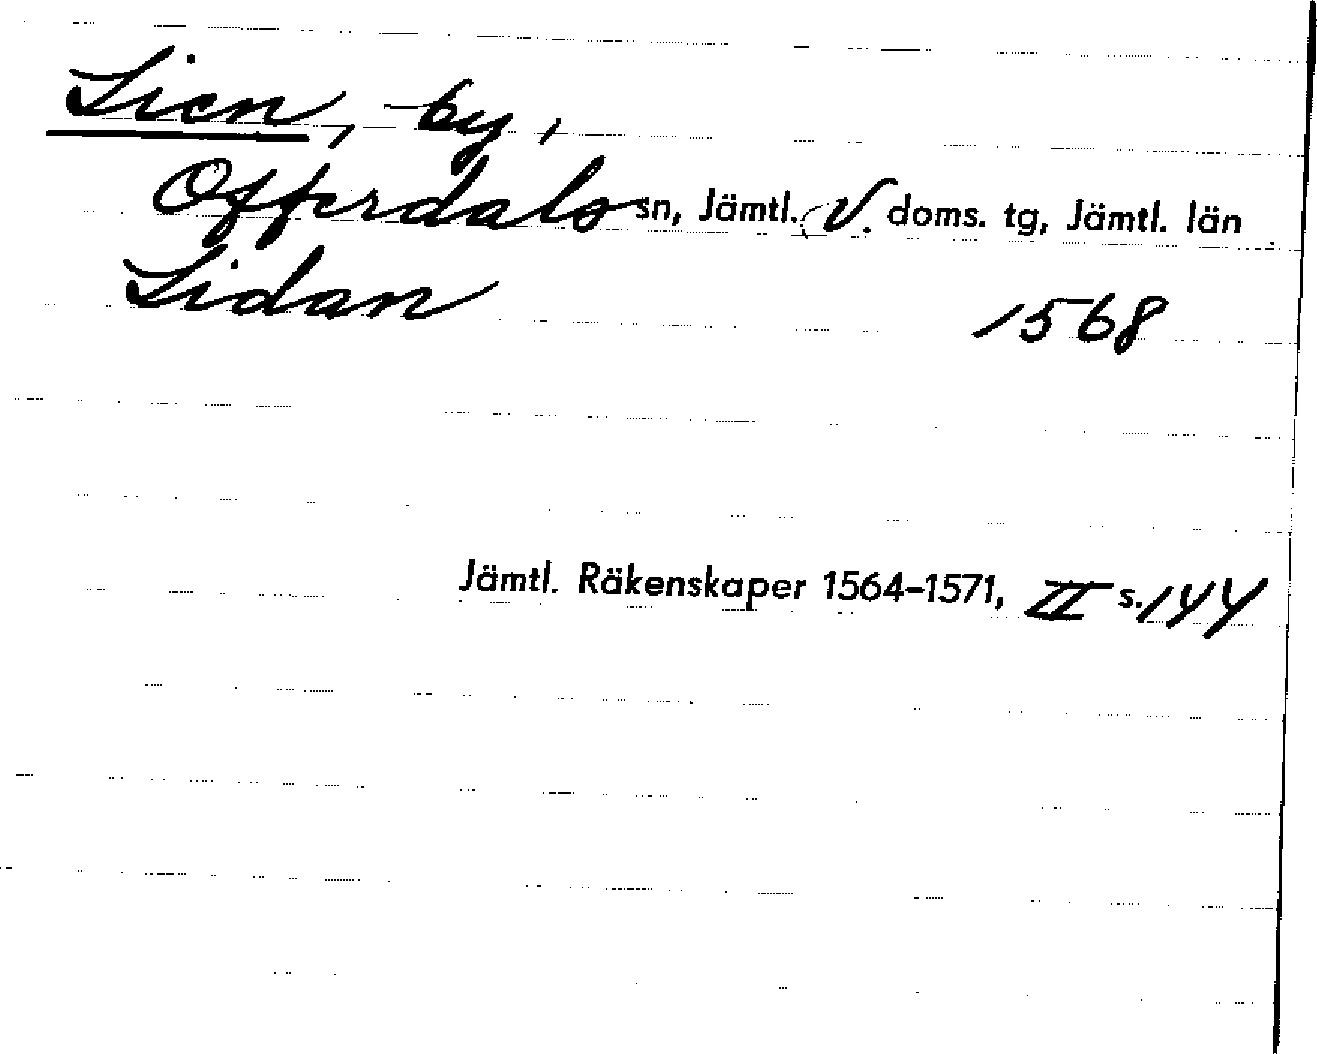 Lien, by,
Offerdals sn, Jämtl. V. doms. tg, Jämtl. län
Lidan 1568
Jämtl. Räkenskaper 1564-1571, II s. 144